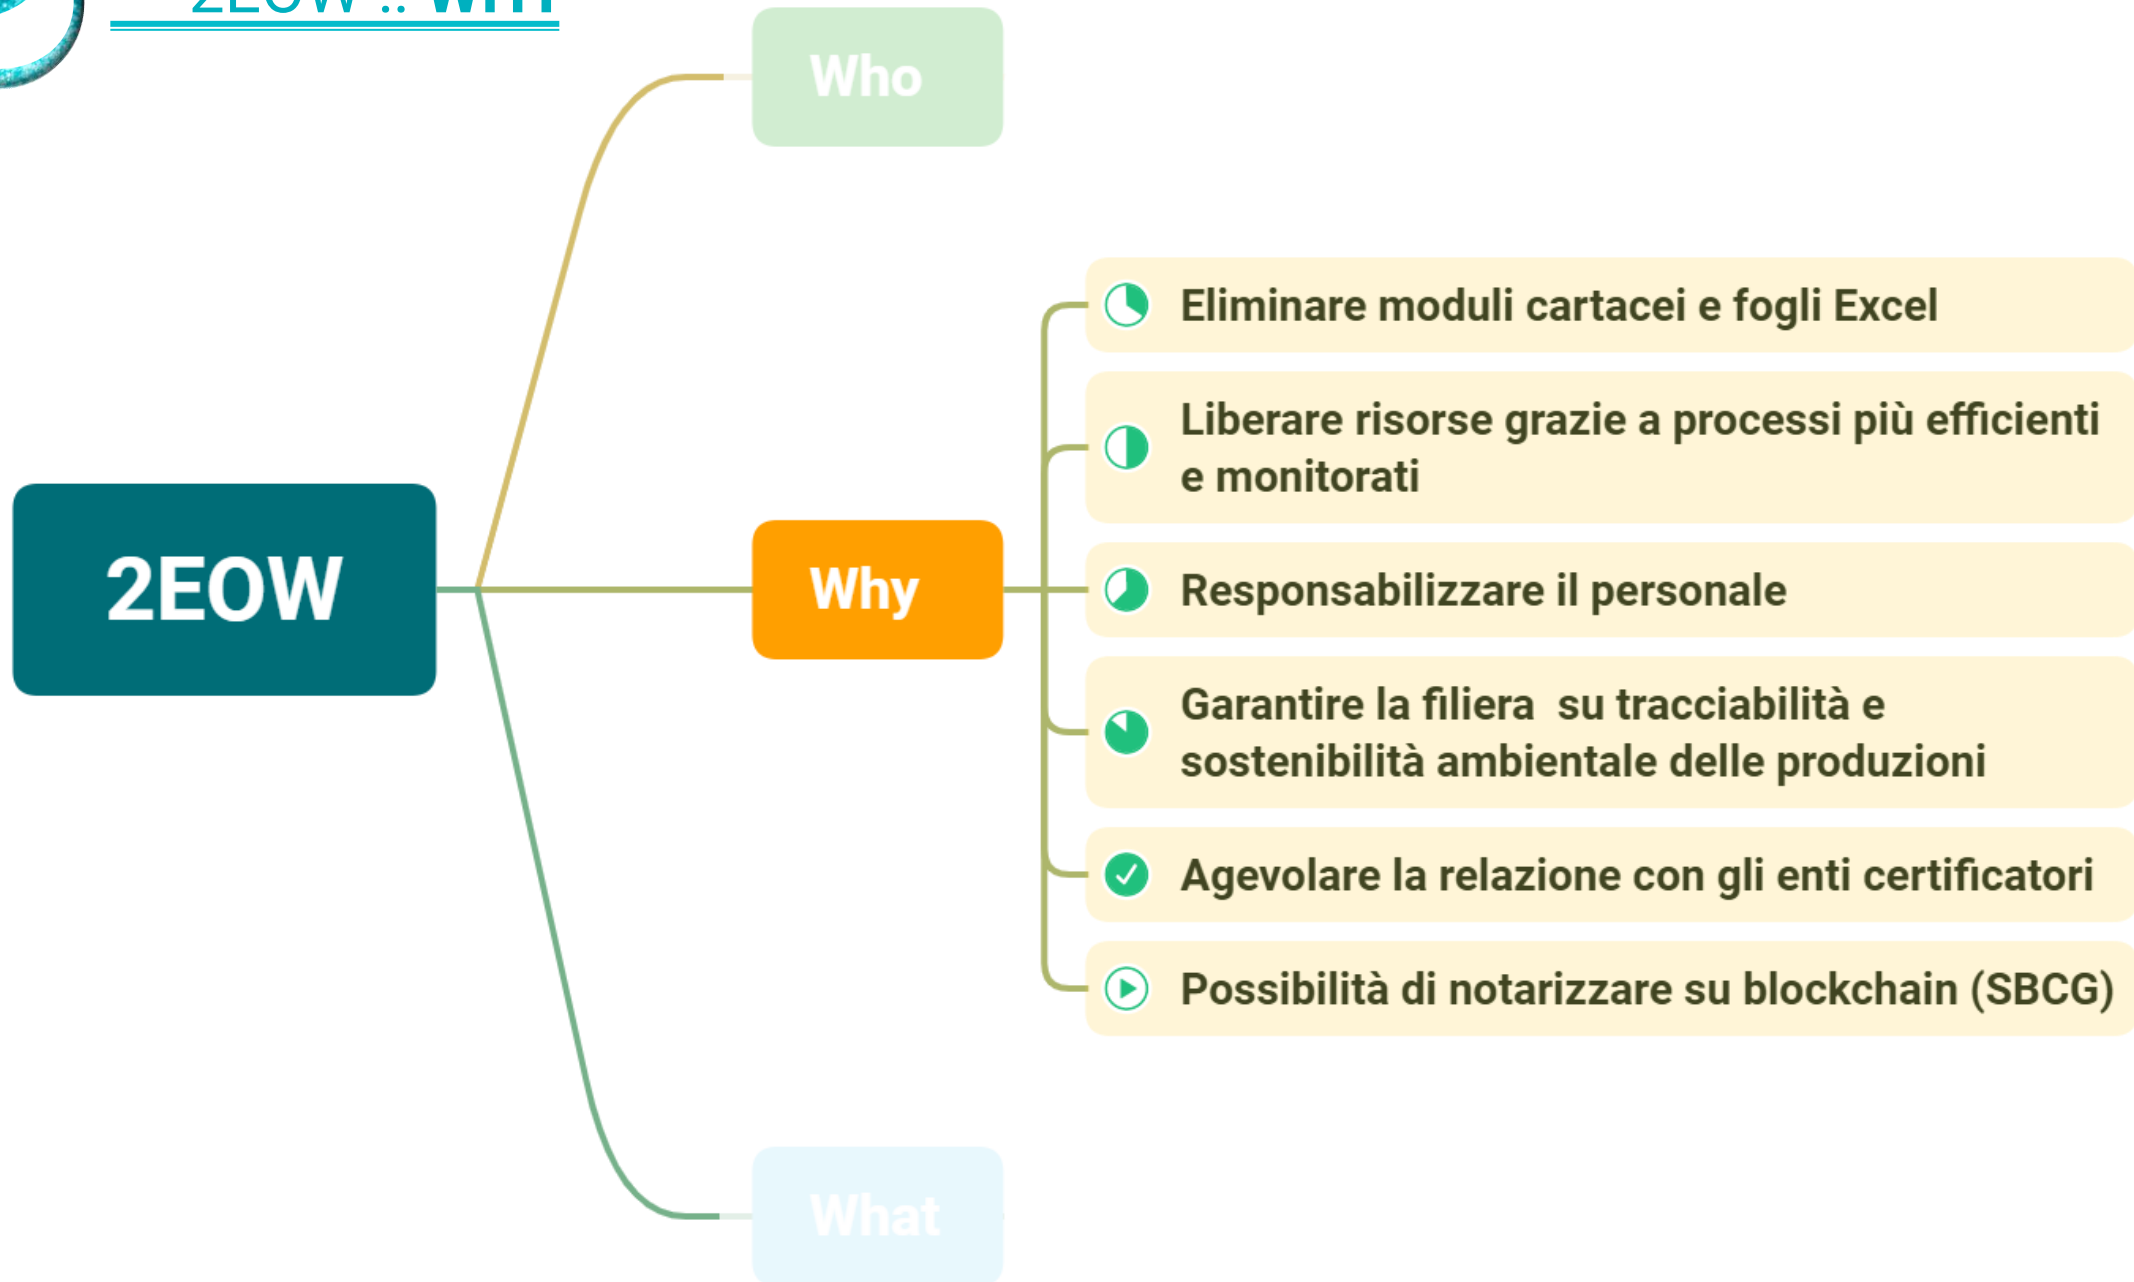 2EOW :: WHY
Who
Eliminare moduli cartacei e fogli Excel
Liberare risorse grazie a processi più efficienti
e monitorati
2EOW
Why
Responsabilizzare il personale
Garantire la filiera  su tracciabilità e
sostenibilità ambientale delle produzioni
Agevolare la relazione con gli enti certificatori
Possibilità di notarizzare su blockchain (SBCG)
What